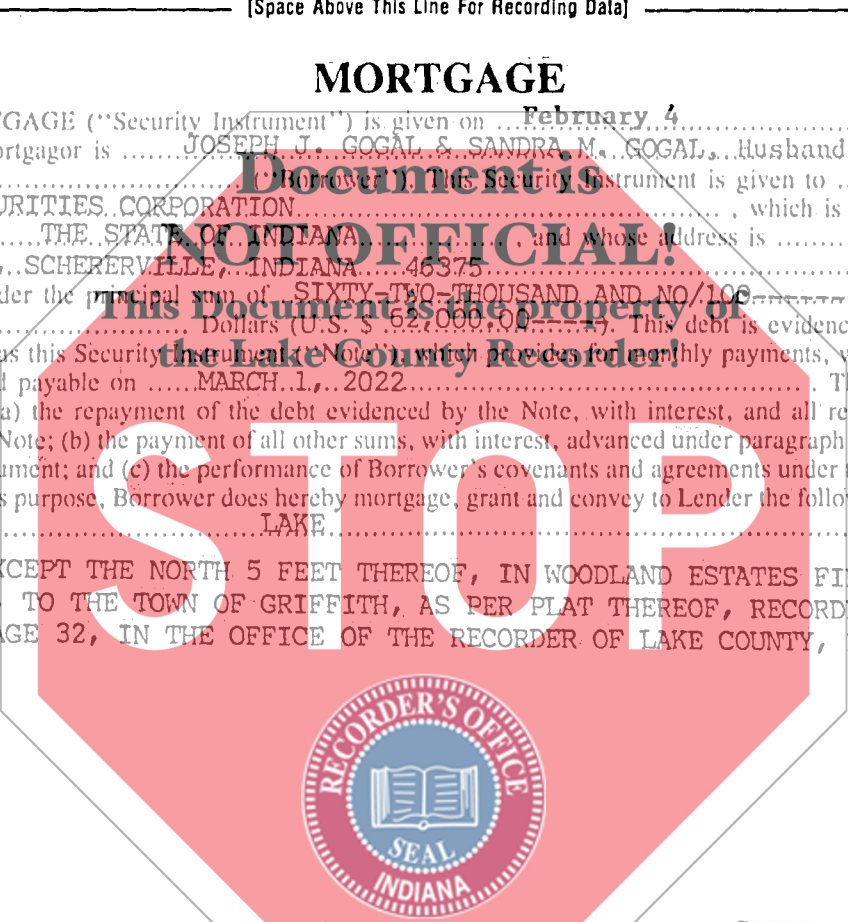 [Space Above This Line For Recording Data]
MORTGAGE
TGAGE ("Security Instrument") is given on ... February 4
ortgagor is ...... JOSEPH J. GOGAL & SANDRA M. GOGAL, Husband
Document is
("Borrower"). This Security Instrument is given to
URITIES CORPORATION , which is
THE STATE OF INDIANA , and whose address is
NOT OFFICIAL!
, SCHERERVILLE, INDIANA 46375
der the principal sum of SIXTY-TWO-THOUSAND AND NO/100-------
This Document is the property of
Dollars (U.S. $ 62,000.00-----). This debt is evidenc
as this Security Instrument ("Note"), which provides for monthly payments, w
the Lake County Recorder!
d payable on ...... MARCH 1, 2022 T
a) the repayment of the debt evidenced by the Note, with interest, and all re
Note; (b) the payment of all other sums, with interest, advanced under paragraph
ument; and (c) the performance of Borrower's covenants and agreements under
s purpose, Borrower does hereby mortgage, grant and convey to Lender the follo
LAKE
XCEPT THE NORTH 5 FEET THEREOF, IN WOODLAND ESTATES FI
TO THE TOWN OF GRIFFITH, AS PER PLAT THEREOF, RECORD
AGE 32, IN THE OFFICE OF THE RECORDER OF LAKE COUNTY,
STOP
RECORDER'S OFFICE
SEAL
INDIANA